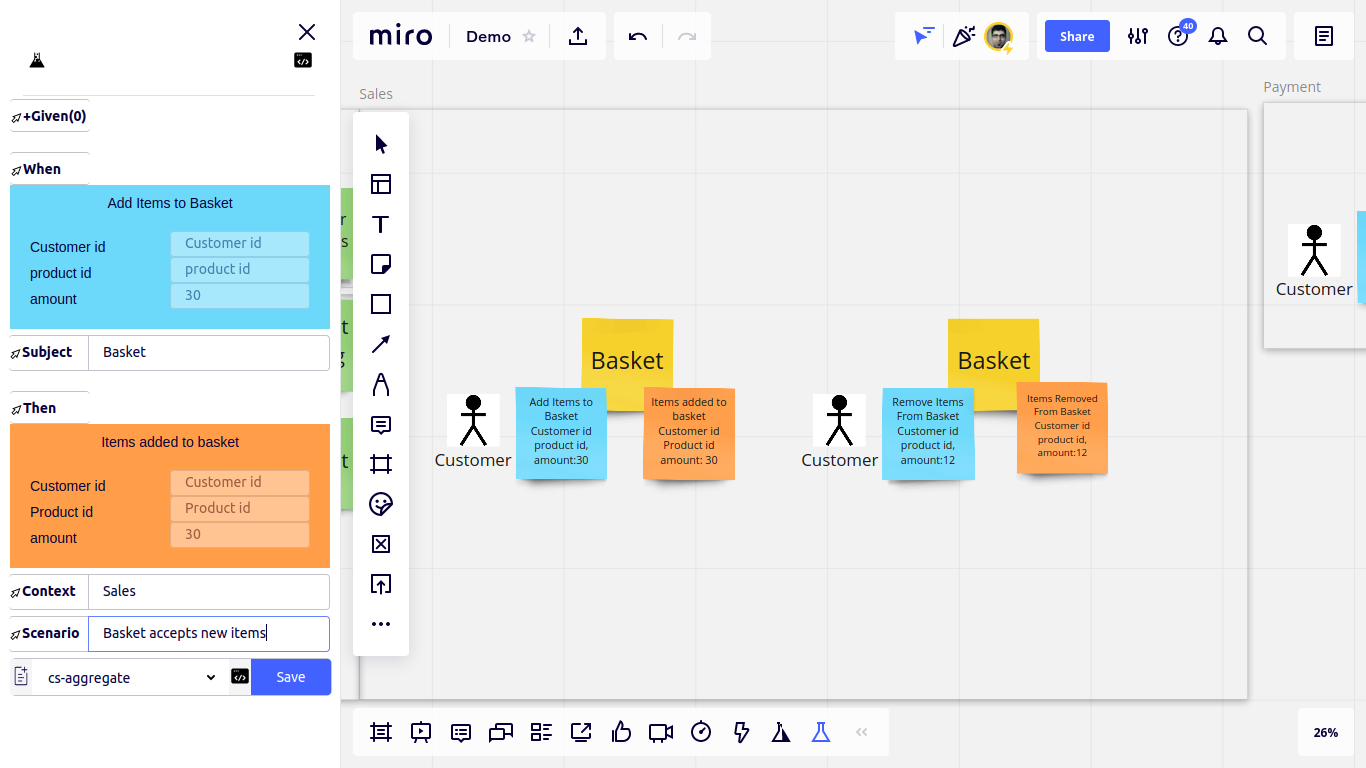 +Given(0)
When
Add Items to Basket
Customer id
Customer id
product id
product id
amount
30
Subject
Basket
Then
Items added to basket
Customer id
Customer id
Product id
Product id
amount
30
Context
Sales
Scenario
Basket accepts new items
cs-aggregate
Save
miro
Demo
Share
40
Sales
Payment
r
s
t
g
t
T
Basket
Add Items to
Basket
Customer id
product id,
amount:30
Items added to
basket
Customer id
Product id
amount: 30
Customer
Basket
Remove Items
From Basket
Customer id
product id,
amount:12
Items Removed
From Basket
Customer id
product id,
amount:12
Customer
Customer
26%